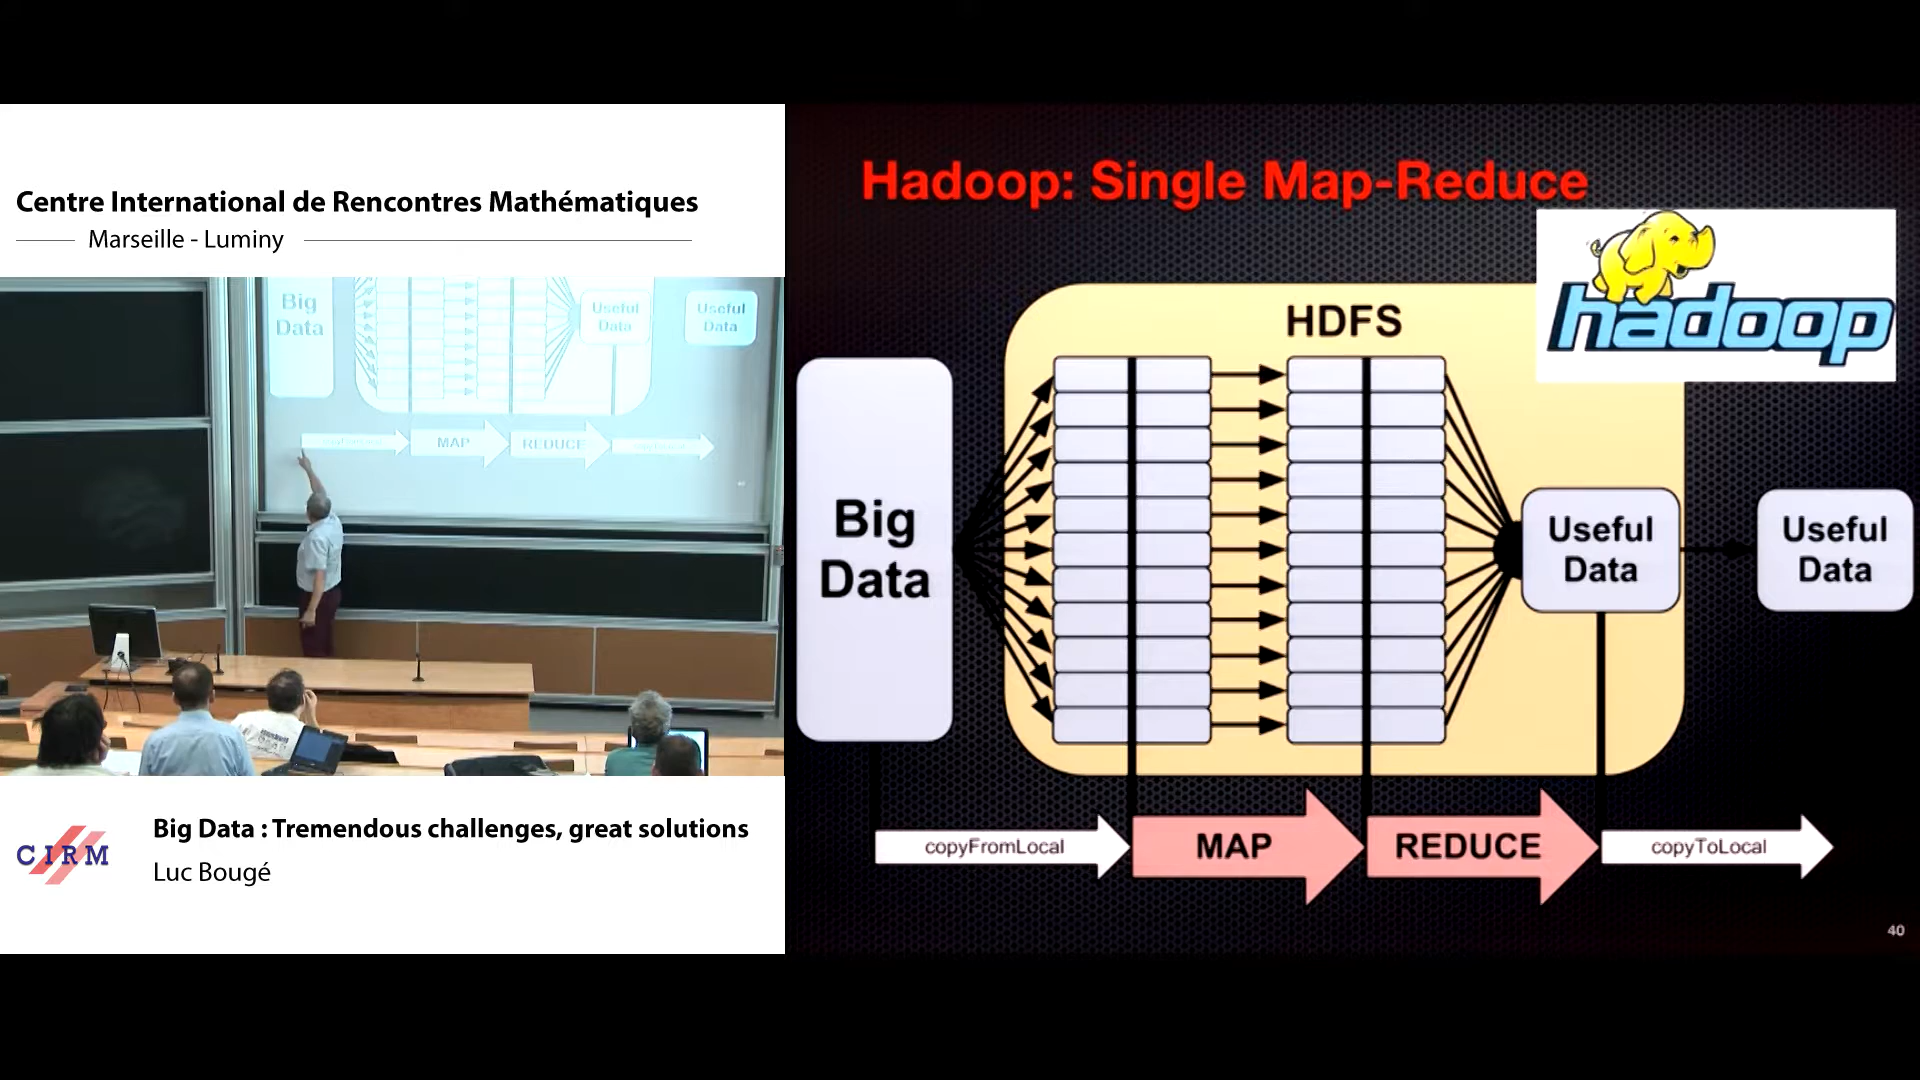 Centre International de Rencontres Mathématiques
Marseille - Luminy
Big
Data
Useful
Data
Useful
Data
MAP
REDUCE
CIRM
Big Data : Tremendous challenges, great solutions
Luc Bougé
Hadoop: Single Map-Reduce
hadoop
HDFS
Big
Data
Useful
Data
Useful
Data
copyFromLocal
MAP
REDUCE
copyToLocal
40